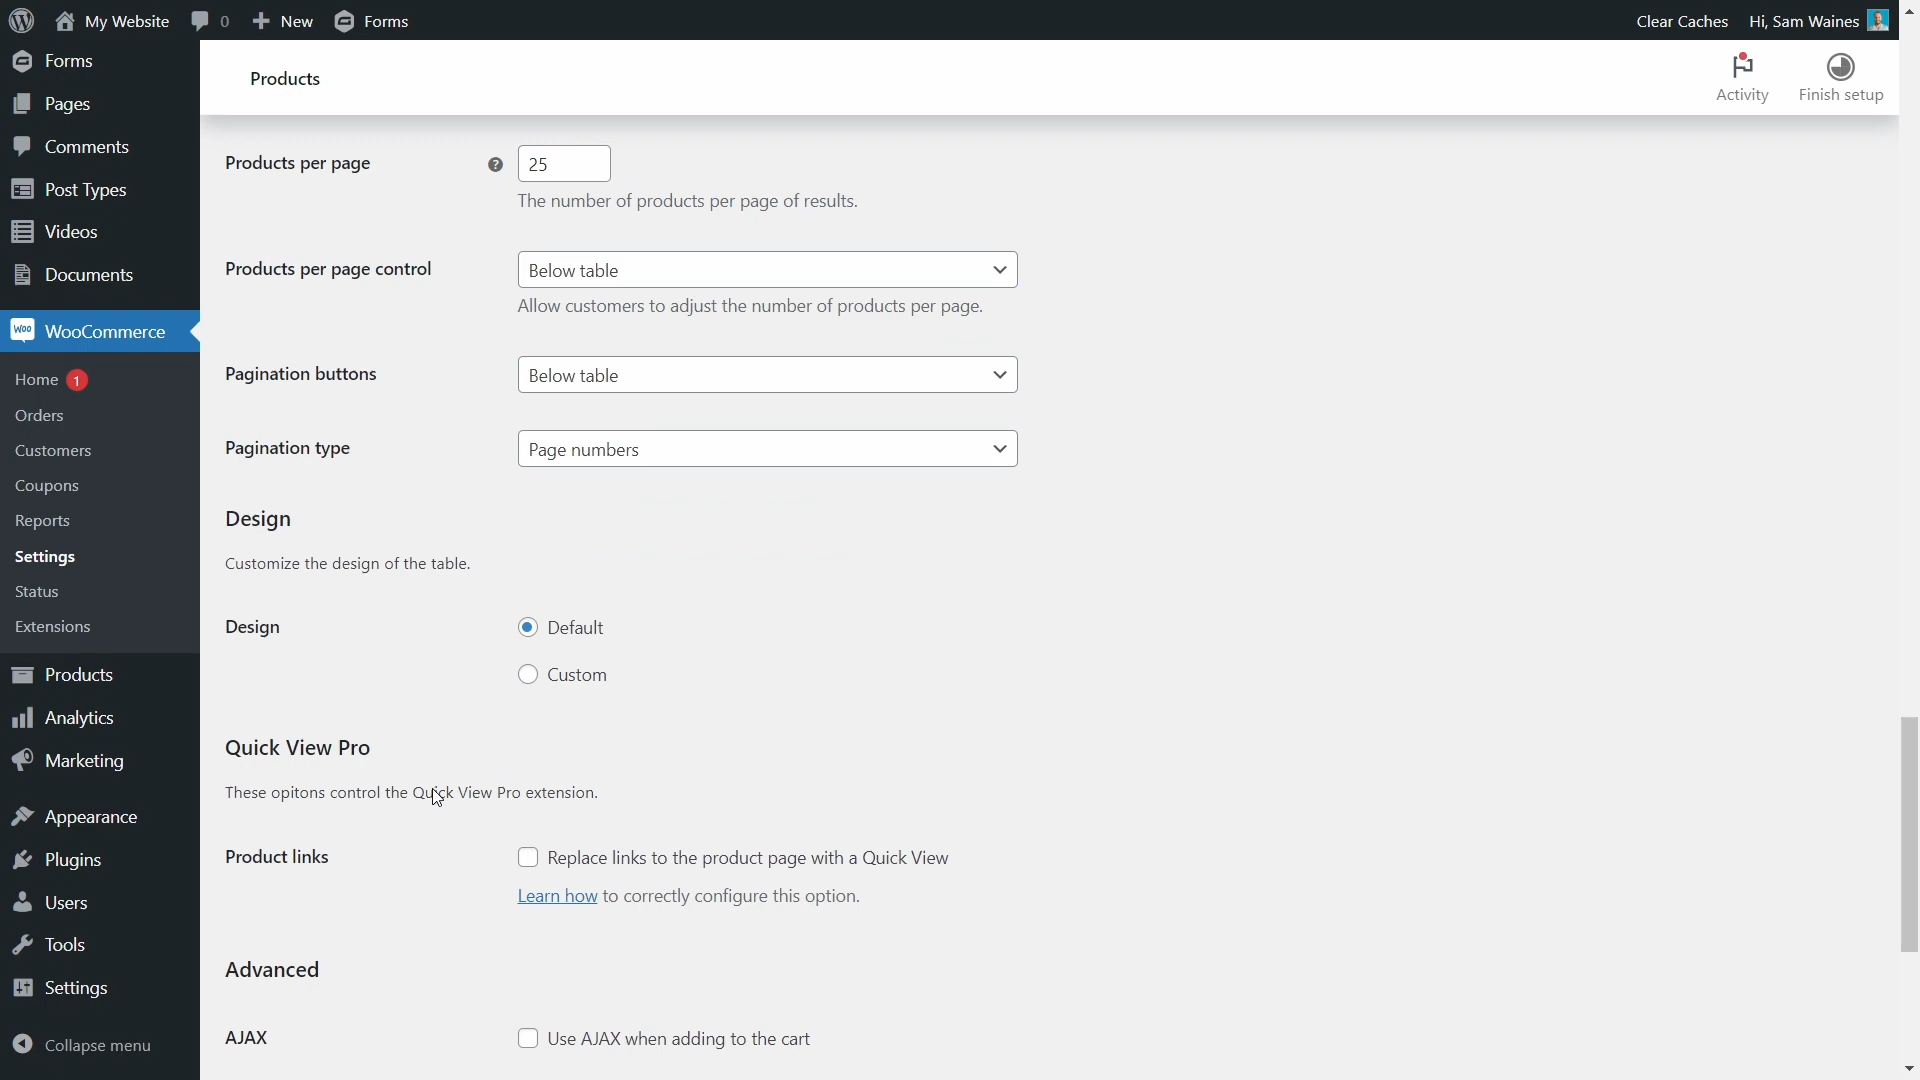 My Website 0 New Forms Clear Caches Hi, Sam Waines
Forms
Pages
Comments
Post Types
Videos
Documents
Woo WooCommerce
Home 1
Orders
Customers
Coupons
Reports
Settings
Status
Extensions
Products
Analytics
Marketing
Appearance
Plugins
Users
Tools
Settings
Collapse menu
Products
Activity
Finish setup
Products per page ? 25
The number of products per page of results.
Products per page control Below table
Allow customers to adjust the number of products per page.
Pagination buttons Below table
Pagination type Page numbers
Design
Customize the design of the table.
Design Default
Custom
Quick View Pro
These opitons control the Quick View Pro extension.
Product links Replace links to the product page with a Quick View
Learn how to correctly configure this option.
Advanced
AJAX Use AJAX when adding to the cart